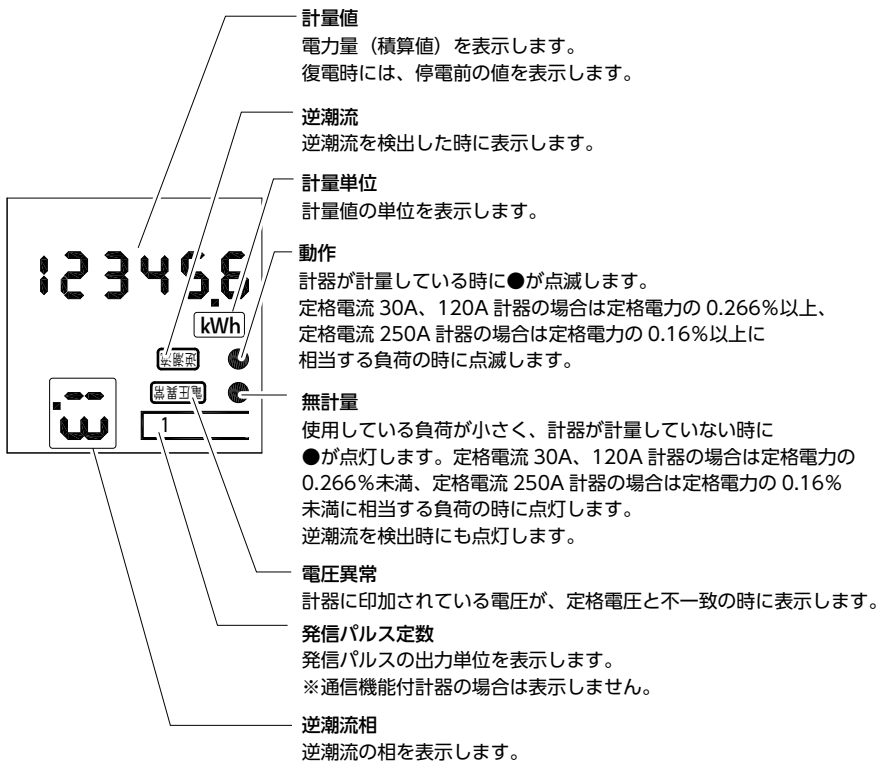 計量値
電力量（積算値）を表示します。
復電時には、停電前の値を表示します。
逆潮流
逆潮流を検出した時に表示します。
計量単位
計量値の単位を表示します。
動作
計器が計量している時に●が点滅します。
定格電流 30A、120A 計器の場合は定格電力の 0.266%以上、
定格電流 250A 計器の場合は定格電力の 0.16%以上に
相当する負荷の時に点滅します。
無計量
使用している負荷が小さく、計器が計量していない時に
●が点灯します。定格電流 30A、120A 計器の場合は定格電力の
0.266%未満、定格電流 250A 計器の場合は定格電力の 0.16%
未満に相当する負荷の時に点灯します。
逆潮流を検出時にも点灯します。
電圧異常
計器に印加されている電圧が、定格電圧と不一致の時に表示します。
発信パルス定数
発信パルスの出力単位を表示します。
※通信機能付計器の場合は表示しません。
逆潮流相
逆潮流の相を表示します。
12345.6
kWh
逆潮流
電圧異常
1